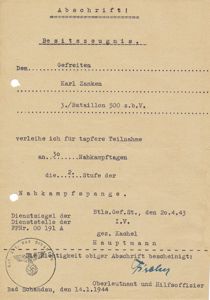 Abschrift!
Besitzzeugnis.
Dem Gefreiten
Karl Zanken
3./Bataillon 500 z.b.V.
verleihe ich für tapfere Teilnahme
an Nahkampftagen
die 2. Stufe der
Nahkampfspange.
Dienstsiegel der Btls.Gef.St., den 20.4.43
Dienststelle der I.V.
FPNr. 00 191 A gez. Kachel
Hauptmann
Die Richtigkeit obiger Abschrift bescheinigt:
Oberleutnant und Hilfsoffizier
Bad Schandau, den 14.1.1944